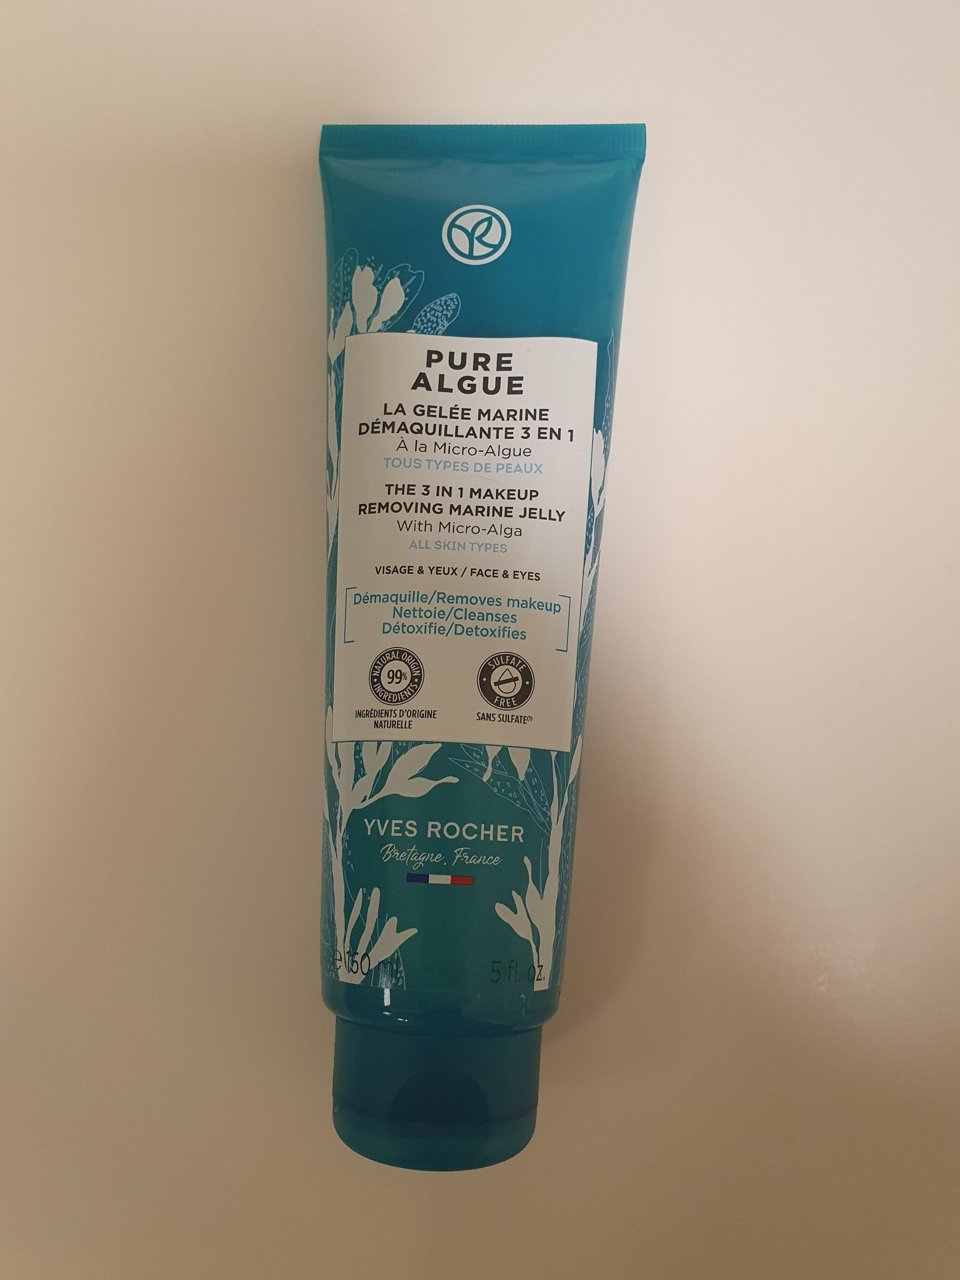 PURE
ALGUE
LA GELÉE MARINE
DÉMAQUILLANTE 3 EN 1
À la Micro-Algue
TOUS TYPES DE PEAUX
THE 3 IN 1 MAKEUP
REMOVING MARINE JELLY
With Micro-Alga
ALL SKIN TYPES
VISAGE & YEUX / FACE & EYES
Démaquille/Removes makeup
Nettoie/Cleanses
Détoxifie/Detoxifies
NATURAL ORIGIN
99%
INGREDIENTS
INGRÉDIENTS D'ORIGINE
NATURELLE
SULFATE
FREE
SANS SULFATE(1)
YVES ROCHER
Bretagne, France
e 150 ml
5 fl. oz.